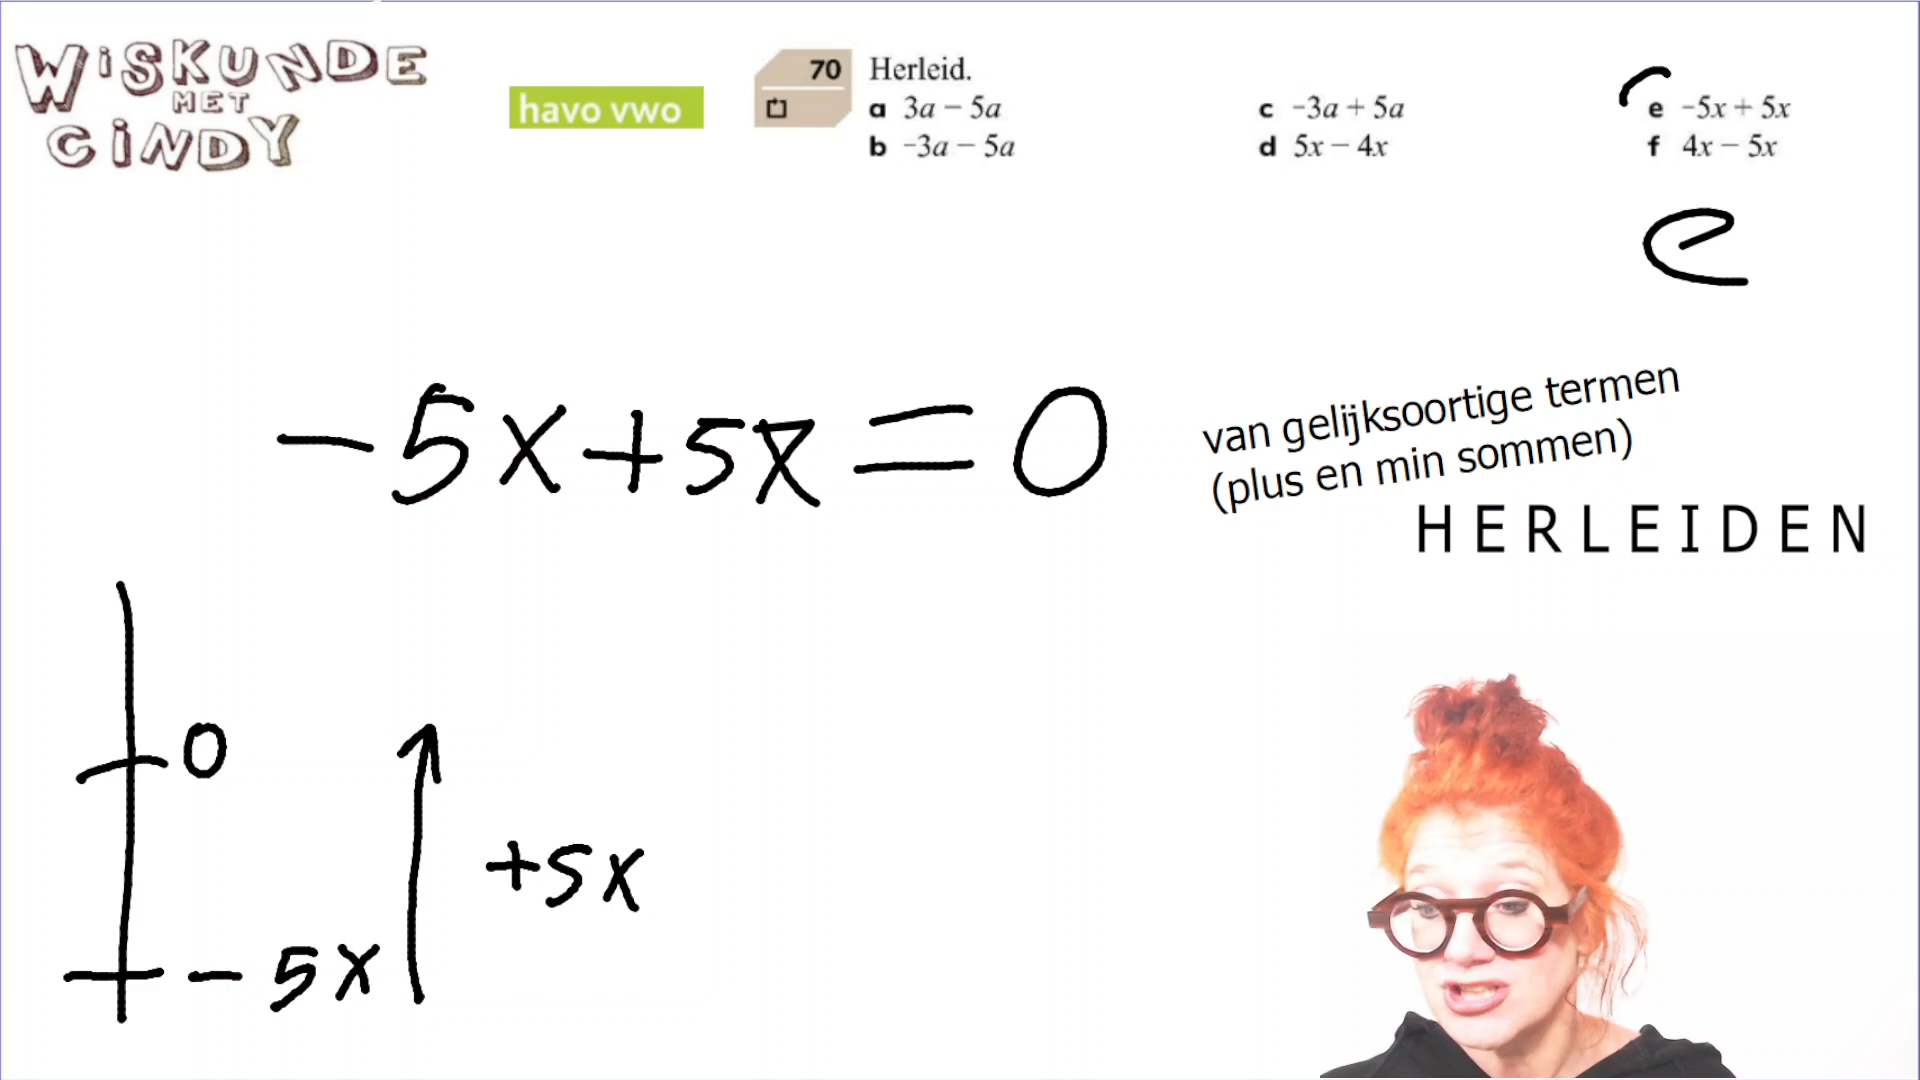 WiSKUNDE
MET
CiNDY
havo vwo
70 Herleid.
a 3a − 5a
b -3a − 5a
c -3a + 5a
d 5x − 4x
e -5x + 5x
f 4x − 5x
e
-5x+5x=0
van gelijksoortige termen
(plus en min sommen)
HERLEIDEN
0
+5x
-5x